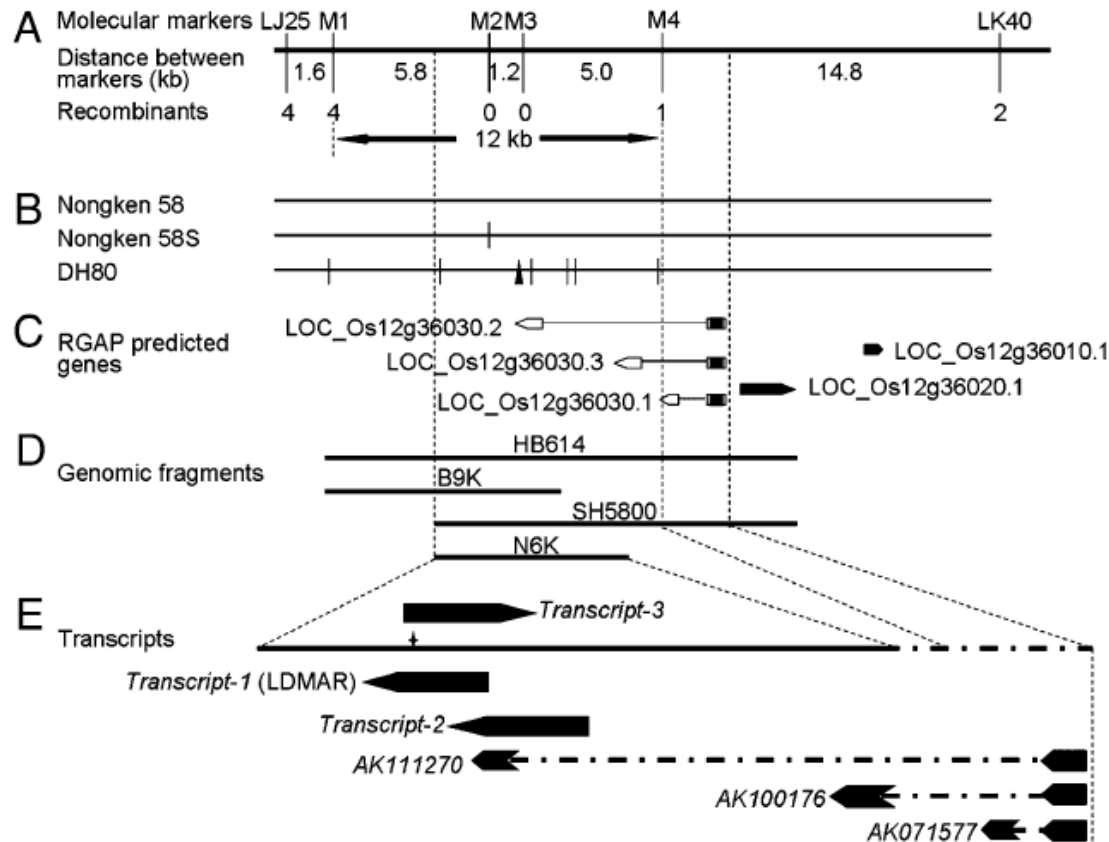 A
Molecular markers LJ25 M1 M2 M3 M4 LK40
Distance between
markers (kb)
1.6 5.8 1.2 5.0 14.8
Recombinants 4 4 0 0 1 2
12 kb
B
Nongken 58
Nongken 58S
DH80
C
RGAP predicted
genes
LOC_Os12g36030.2
LOC_Os12g36010.1
LOC_Os12g36030.3
LOC_Os12g36020.1
LOC_Os12g36030.1
D
Genomic fragments
HB614
B9K
SH5800
N6K
E
Transcripts
Transcript-3
Transcript-1 (LDMAR)
Transcript-2
AK111270
AK100176
AK071577